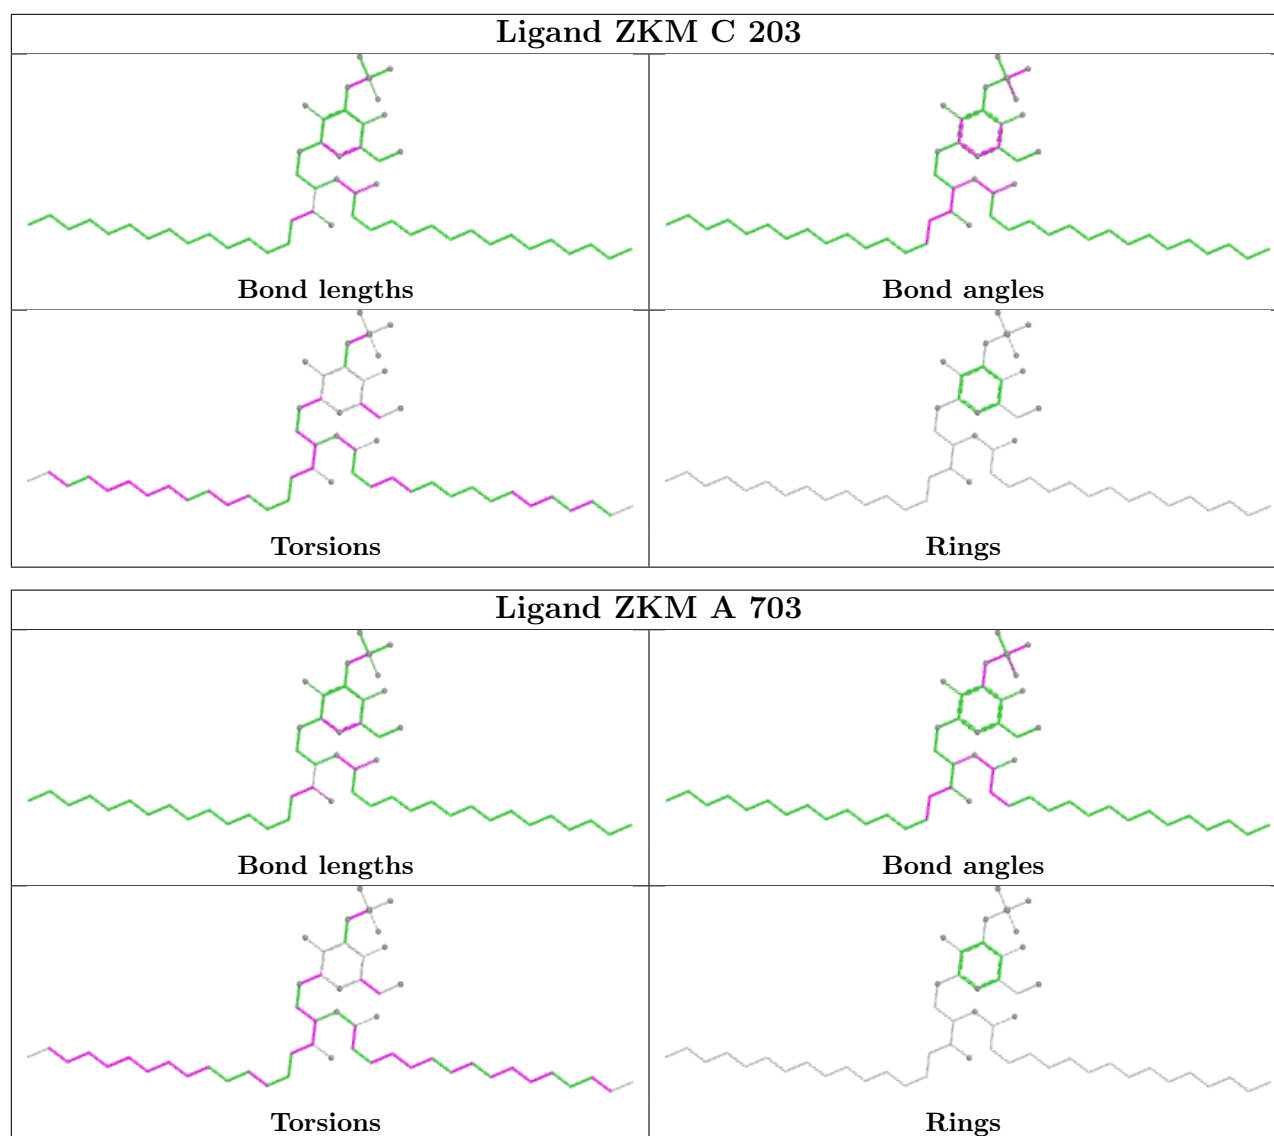 Ligand ZKM C 203
Bond lengths
Bond angles
Torsions
Rings
Ligand ZKM A 703
Bond lengths
Bond angles
Torsions
Rings